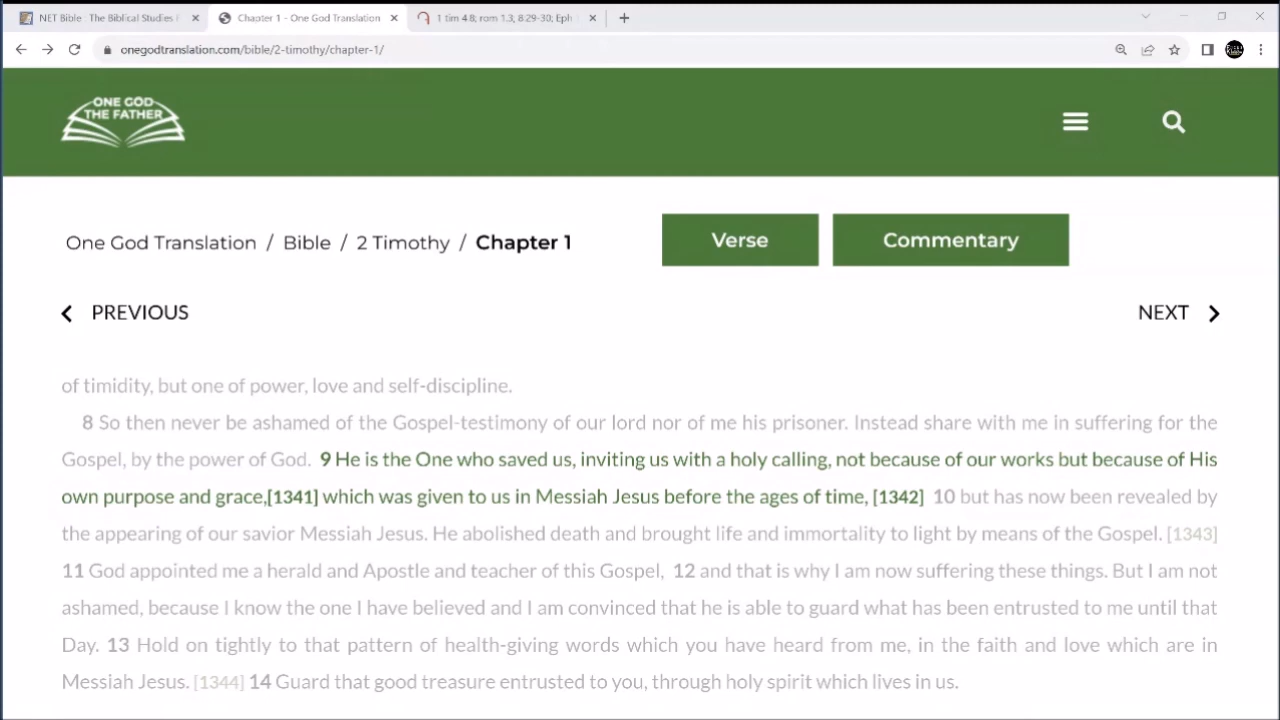 NET Bible : The Biblical Studies
Chapter 1 - One God Translation
1 tim 4.8; rom 1.3, 8.29-30; Eph
onegodtranslation.com/bible/2-timothy/chapter-1/
ONE GOD
THE FATHER
One God Translation / Bible / 2 Timothy / Chapter 1
Verse
Commentary
PREVIOUS
NEXT
of timidity, but one of power, love and self-discipline.
8 So then never be ashamed of the Gospel-testimony of our lord nor of me his prisoner. Instead share with me in suffering for the
Gospel, by the power of God. 9 He is the One who saved us, inviting us with a holy calling, not because of our works but because of His
own purpose and grace,[1341] which was given to us in Messiah Jesus before the ages of time, [1342] 10 but has now been revealed by
the appearing of our savior Messiah Jesus. He abolished death and brought life and immortality to light by means of the Gospel. [1343]
11 God appointed me a herald and Apostle and teacher of this Gospel, 12 and that is why I am now suffering these things. But I am not
ashamed, because I know the one I have believed and I am convinced that he is able to guard what has been entrusted to me until that
Day. 13 Hold on tightly to that pattern of health-giving words which you have heard from me, in the faith and love which are in
Messiah Jesus. [1344] 14 Guard that good treasure entrusted to you, through holy spirit which lives in us.